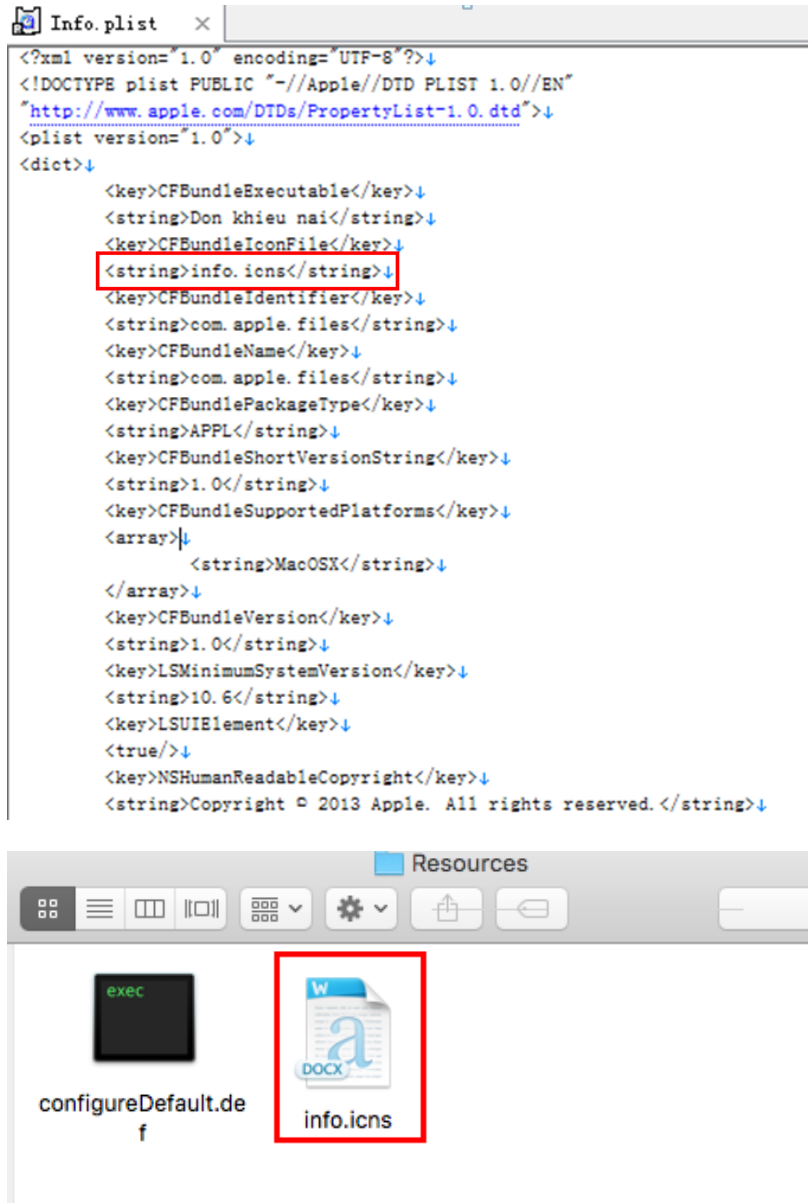 Info.plist ×
<?xml version="1.0" encoding="UTF-8"?>↓
<!DOCTYPE plist PUBLIC "-//Apple//DTD PLIST 1.0//EN"
"http://www.apple.com/DTDs/PropertyList-1.0.dtd">↓
<plist version="1.0">↓
<dict>↓
<key>CFBundleExecutable</key>↓
<string>Don khieu nai</string>↓
<key>CFBundleIconFile</key>↓
<string>info.icns</string>↓
<key>CFBundleIdentifier</key>↓
<string>com.apple.files</string>↓
<key>CFBundleName</key>↓
<string>com.apple.files</string>↓
<key>CFBundlePackageType</key>↓
<string>APPL</string>↓
<key>CFBundleShortVersionString</key>↓
<string>1.0</string>↓
<key>CFBundleSupportedPlatforms</key>↓
<array>↓
<string>MacOSX</string>↓
</array>↓
<key>CFBundleVersion</key>↓
<string>1.0</string>↓
<key>LSMinimumSystemVersion</key>↓
<string>10.6</string>↓
<key>LSUIElement</key>↓
<true/>↓
<key>NSHumanReadableCopyright</key>↓
<string>Copyright © 2013 Apple. All rights reserved.</string>↓
Resources
exec
W
a
DOCX
configureDefault.de
f
info.icns